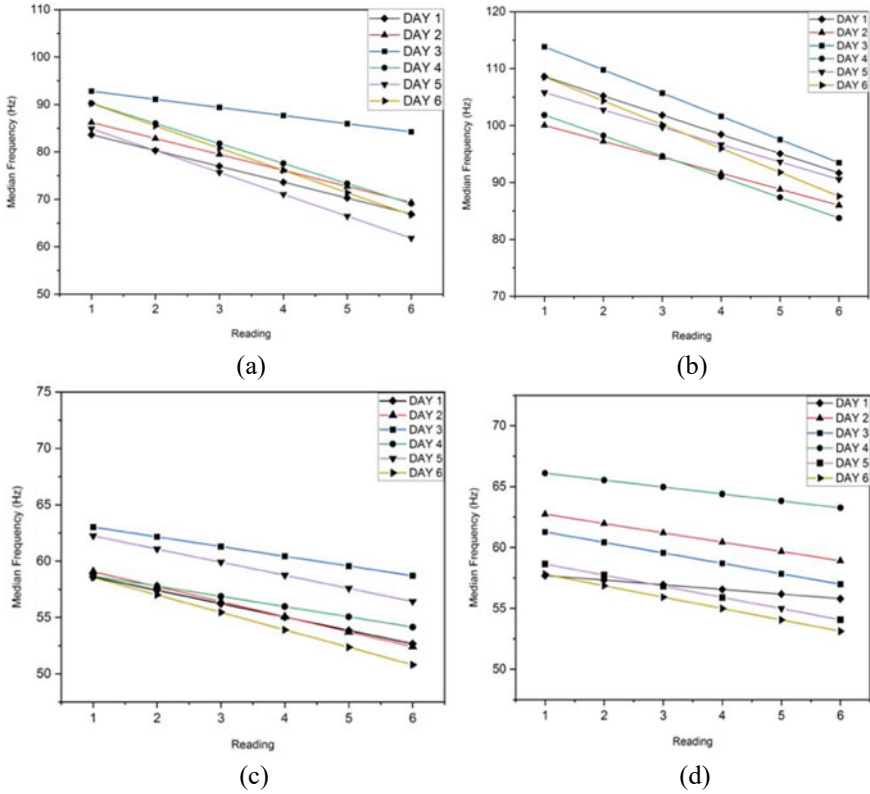 110
100
90
80
70
60
50
Median Frequency (Hz)
DAY 1
DAY 2
DAY 3
DAY 4
DAY 5
DAY 6
1 2 3 4 5 6
Reading
(a)
120
110
100
90
80
70
Median Frequency (Hz)
DAY 1
DAY 2
DAY 3
DAY 4
DAY 5
DAY 6
1 2 3 4 5 6
Reading
(b)
75
70
65
60
55
50
Median Frequency (Hz)
DAY 1
DAY 2
DAY 3
DAY 4
DAY 5
DAY 6
1 2 3 4 5 6
Reading
(c)
70
65
60
55
50
Median Frequency (Hz)
DAY 1
DAY 2
DAY 3
DAY 4
DAY 5
DAY 6
1 2 3 4 5 6
Reading
(d)